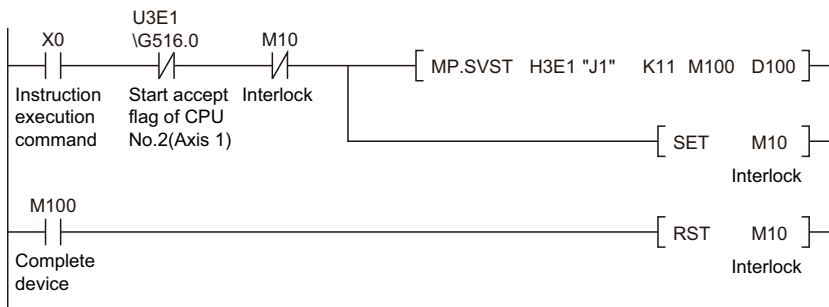 U3E1
X0 \G516.0 M10
MP.SVST H3E1 "J1" K11 M100 D100
Instruction execution command
Start accept flag of CPU No.2(Axis 1)
Interlock
SET M10
Interlock
M100
RST M10
Complete device
Interlock